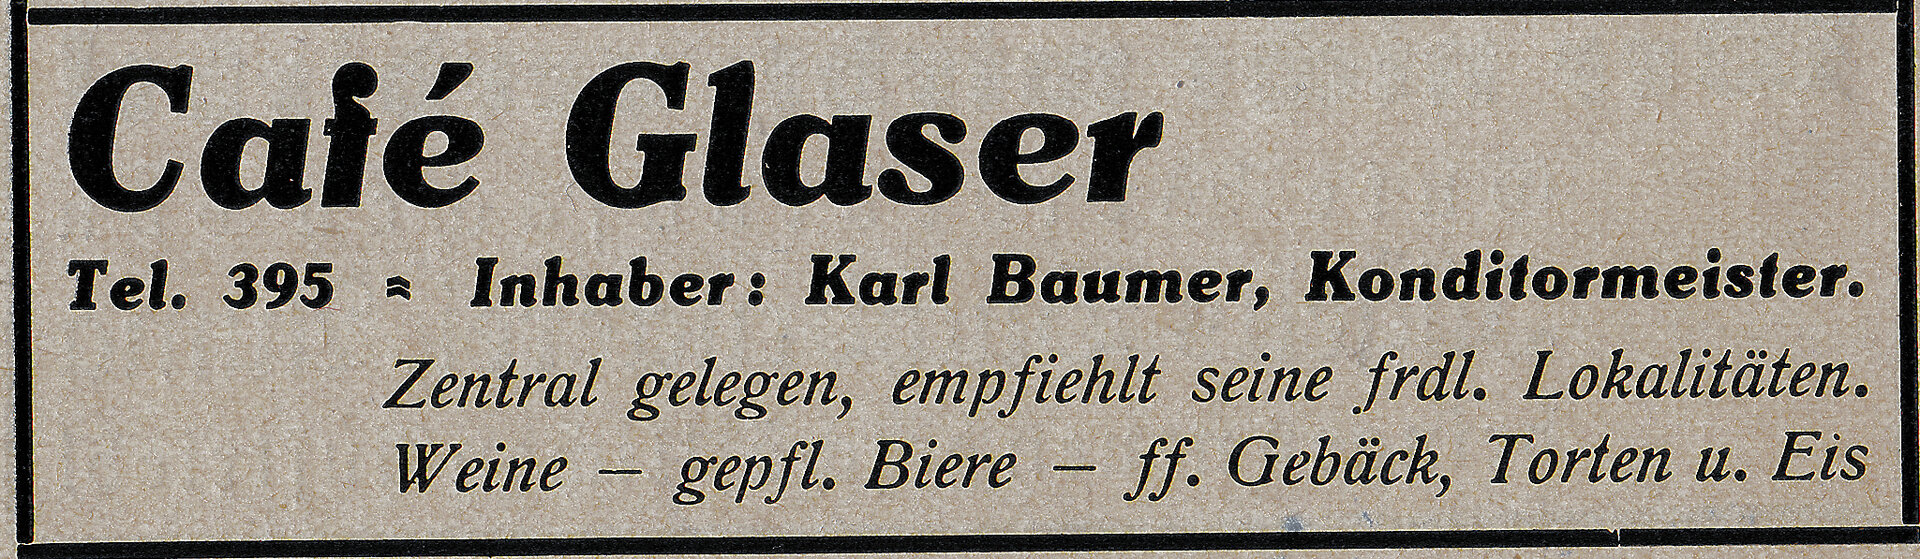 Café Glaser
Tel. 395 ≈ Inhaber: Karl Baumer, Konditormeister.
Zentral gelegen, empfiehlt seine frdl. Lokalitäten.
Weine – gepfl. Biere – ff. Gebäck, Torten u. Eis